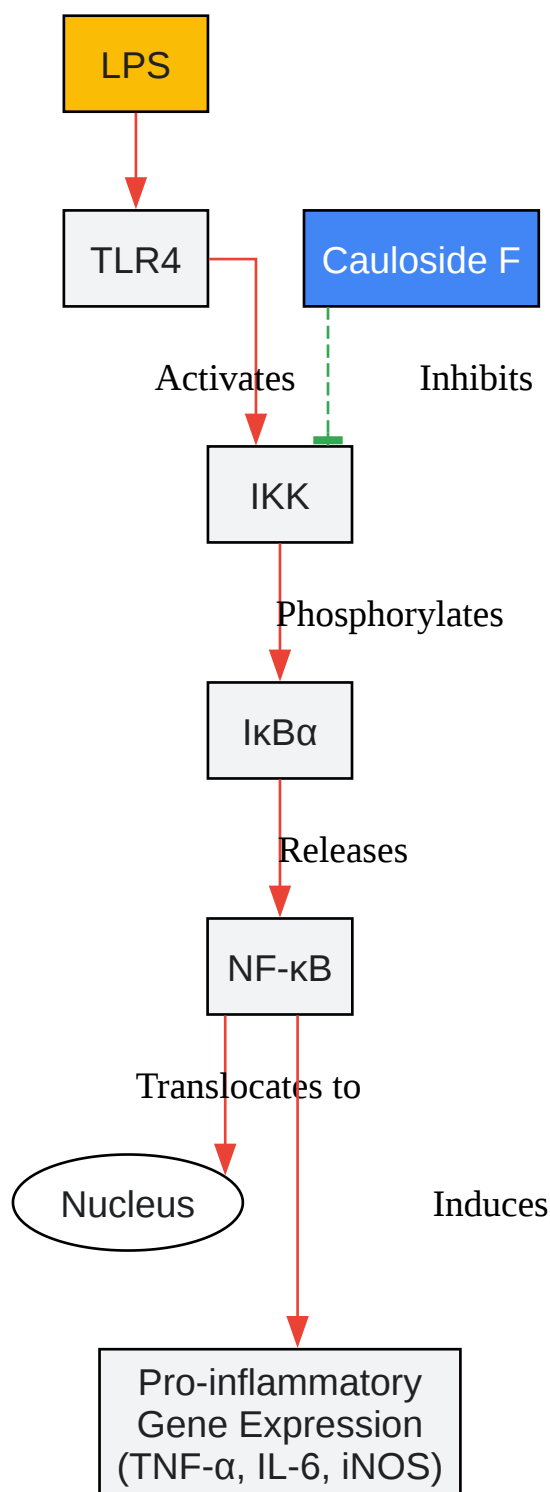 LPS
TLR4
Cauloside F
Activates
Inhibits
IKK
Phosphorylates
IκBα
Releases
NF-κB
Translocates to
Nucleus
Induces
Pro-inflammatory
Gene Expression
(TNF-α, IL-6, iNOS)